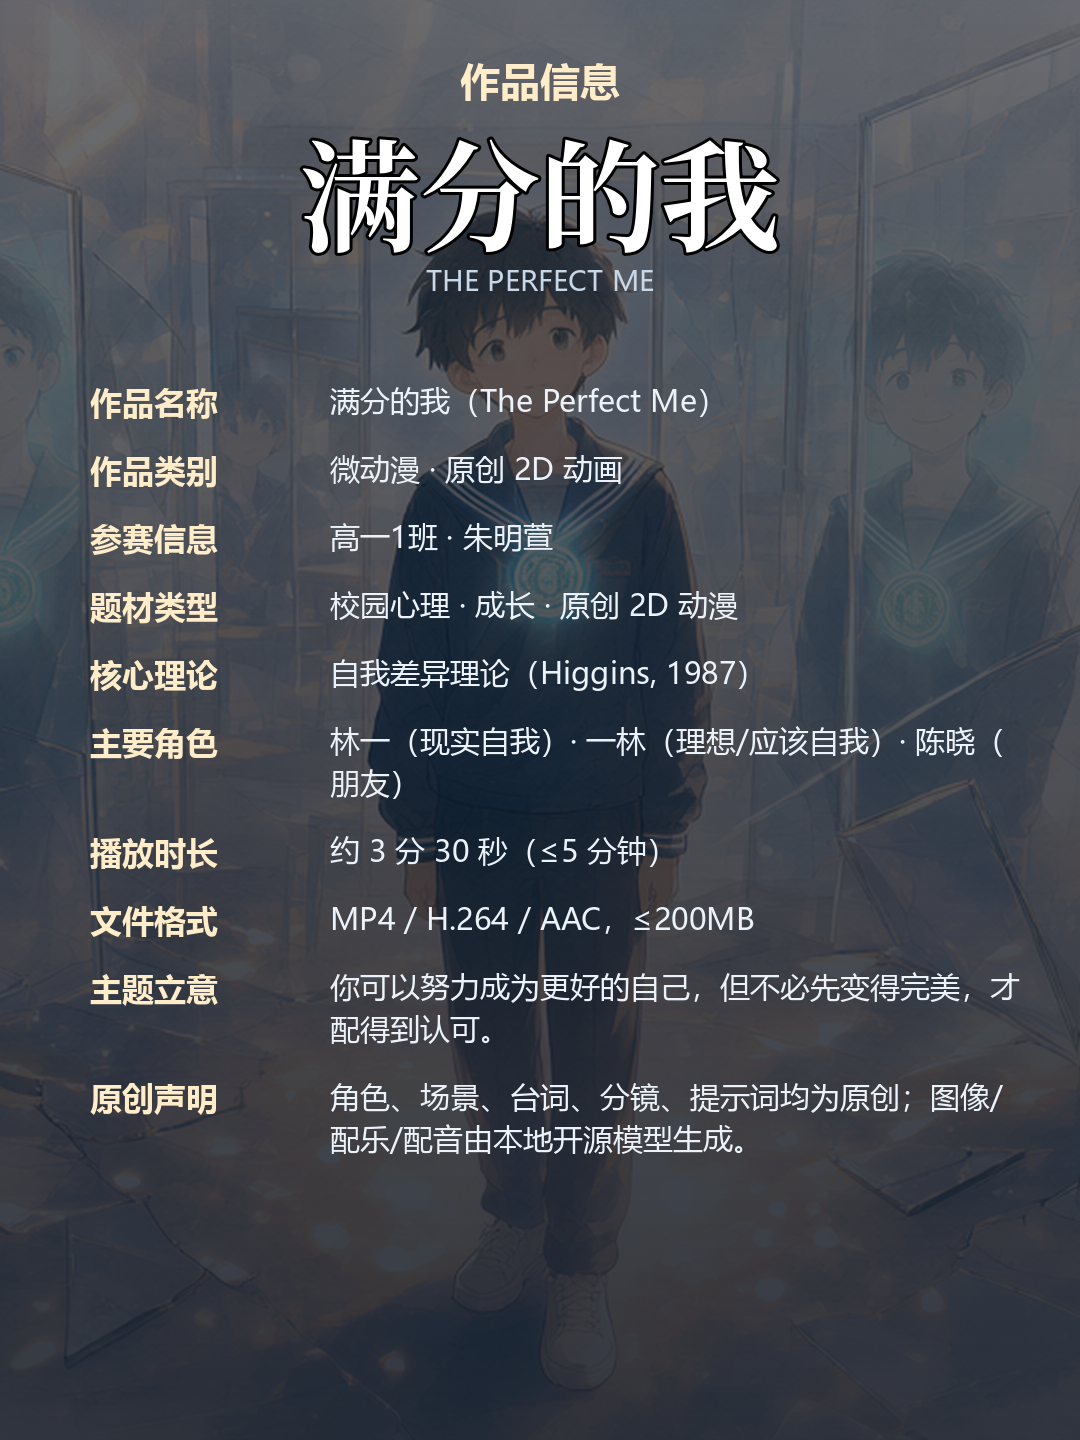 作品信息
满分的我
THE PERFECT ME
作品名称 满分的我（The Perfect Me）
作品类别 微动漫 · 原创 2D 动画
参赛信息 高一1班 · 朱明萱
题材类型 校园心理 · 成长 · 原创 2D 动漫
核心理论 自我差异理论（Higgins, 1987）
主要角色 林一（现实自我）· 一林（理想/应该自我）· 陈晓（
朋友）
播放时长 约 3 分 30 秒（≤5 分钟）
文件格式 MP4 / H.264 / AAC，≤200MB
主题立意 你可以努力成为更好的自己，但不必先变得完美，才
配得到认可。
原创声明 角色、场景、台词、分镜、提示词均为原创；图像/
配乐/配音由本地开源模型生成。